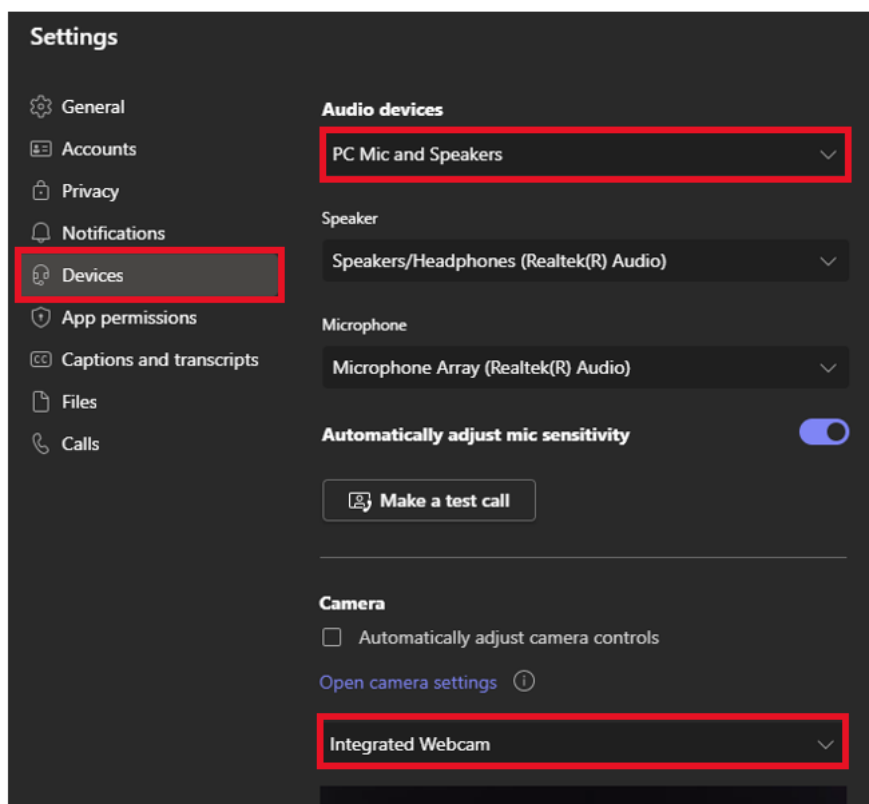 Settings
General
Accounts
Privacy
Notifications
Devices
App permissions
CC Captions and transcripts
Files
Calls
Audio devices
PC Mic and Speakers
Speaker
Speakers/Headphones (Realtek(R) Audio)
Microphone
Microphone Array (Realtek(R) Audio)
Automatically adjust mic sensitivity
Make a test call
Camera
Automatically adjust camera controls
Open camera settings
Integrated Webcam